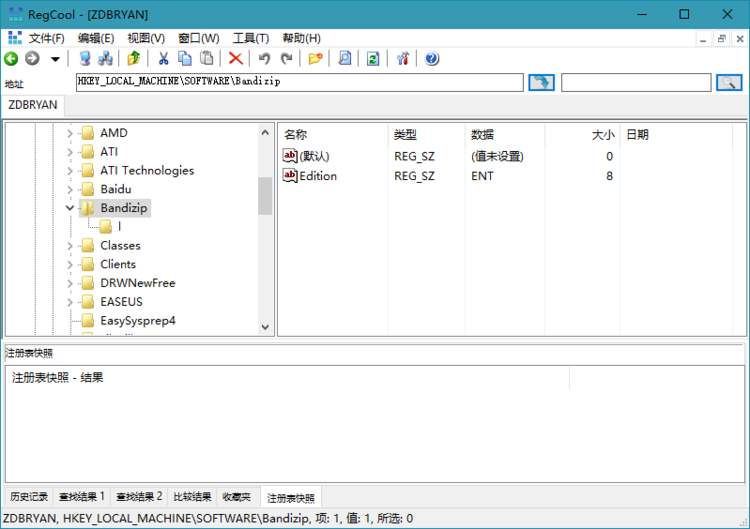 RegCool - [ZDBRYAN]
文件(F) 编辑(E) 视图(V) 窗口(W) 工具(T) 帮助(H)
地址 HKEY_LOCAL_MACHINE\SOFTWARE\Bandizip
ZDBRYAN
AMD
ATI
ATI Technologies
Baidu
Bandizip
I
Classes
Clients
DRWNewFree
EASEUS
EasySysprep4
名称 类型 数据 大小 日期
ab (默认) REG_SZ (值未设置) 0
ab Edition REG_SZ ENT 8
注册表快照
注册表快照 - 结果
历史记录 查找结果 1 查找结果 2 比较结果 收藏夹 注册表快照
ZDBRYAN, HKEY_LOCAL_MACHINE\SOFTWARE\Bandizip, 项: 1, 值: 1, 所选: 0